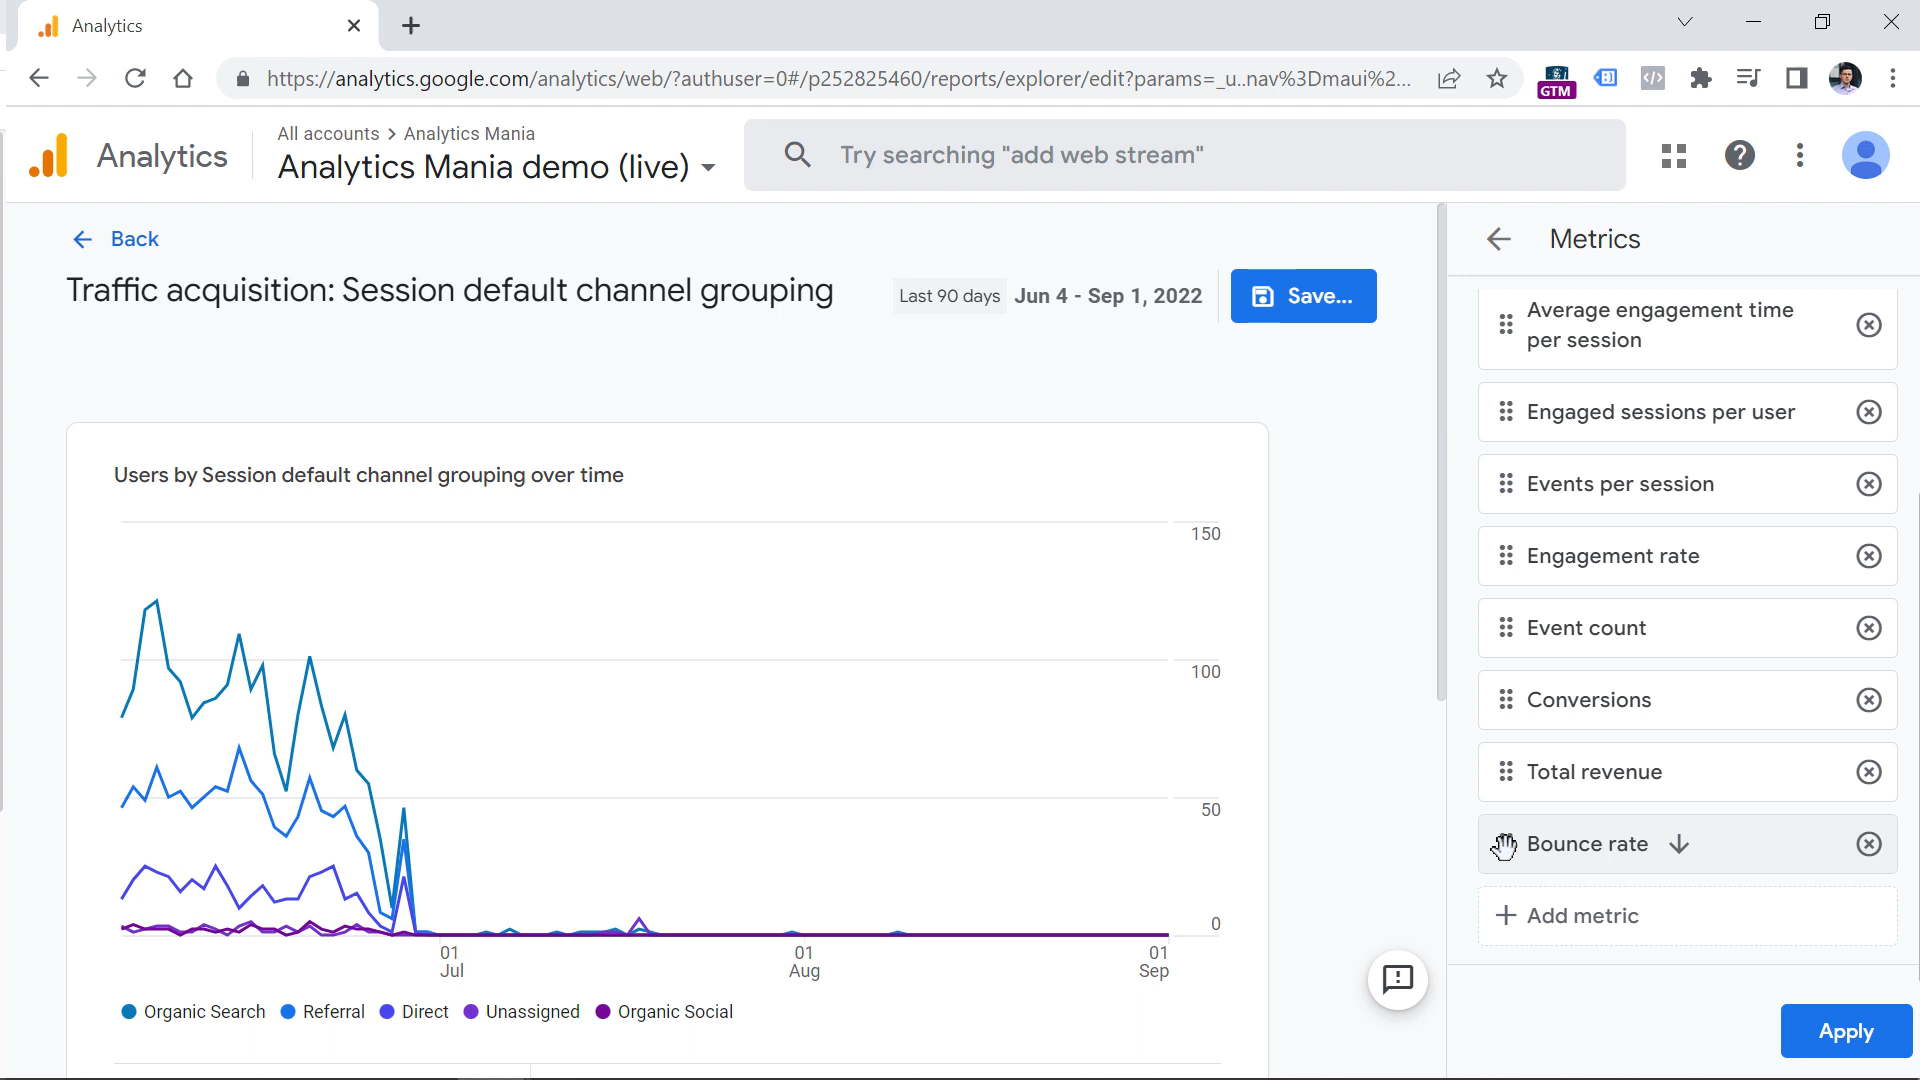 Analytics
https://analytics.google.com/analytics/web/?authuser=0#/p252825460/reports/explorer/edit?params=_u..nav%3Dmaui%2...
GTM
Analytics
All accounts > Analytics Mania
Analytics Mania demo (live)
Try searching "add web stream"
Back
Traffic acquisition: Session default channel grouping
Last 90 days Jun 4 - Sep 1, 2022
Save...
Users by Session default channel grouping over time
150
100
50
0
01
Jul
01
Aug
01
Sep
Organic Search Referral Direct Unassigned Organic Social
Metrics
Average engagement time
per session
Engaged sessions per user
Events per session
Engagement rate
Event count
Conversions
Total revenue
Bounce rate
Add metric
Apply